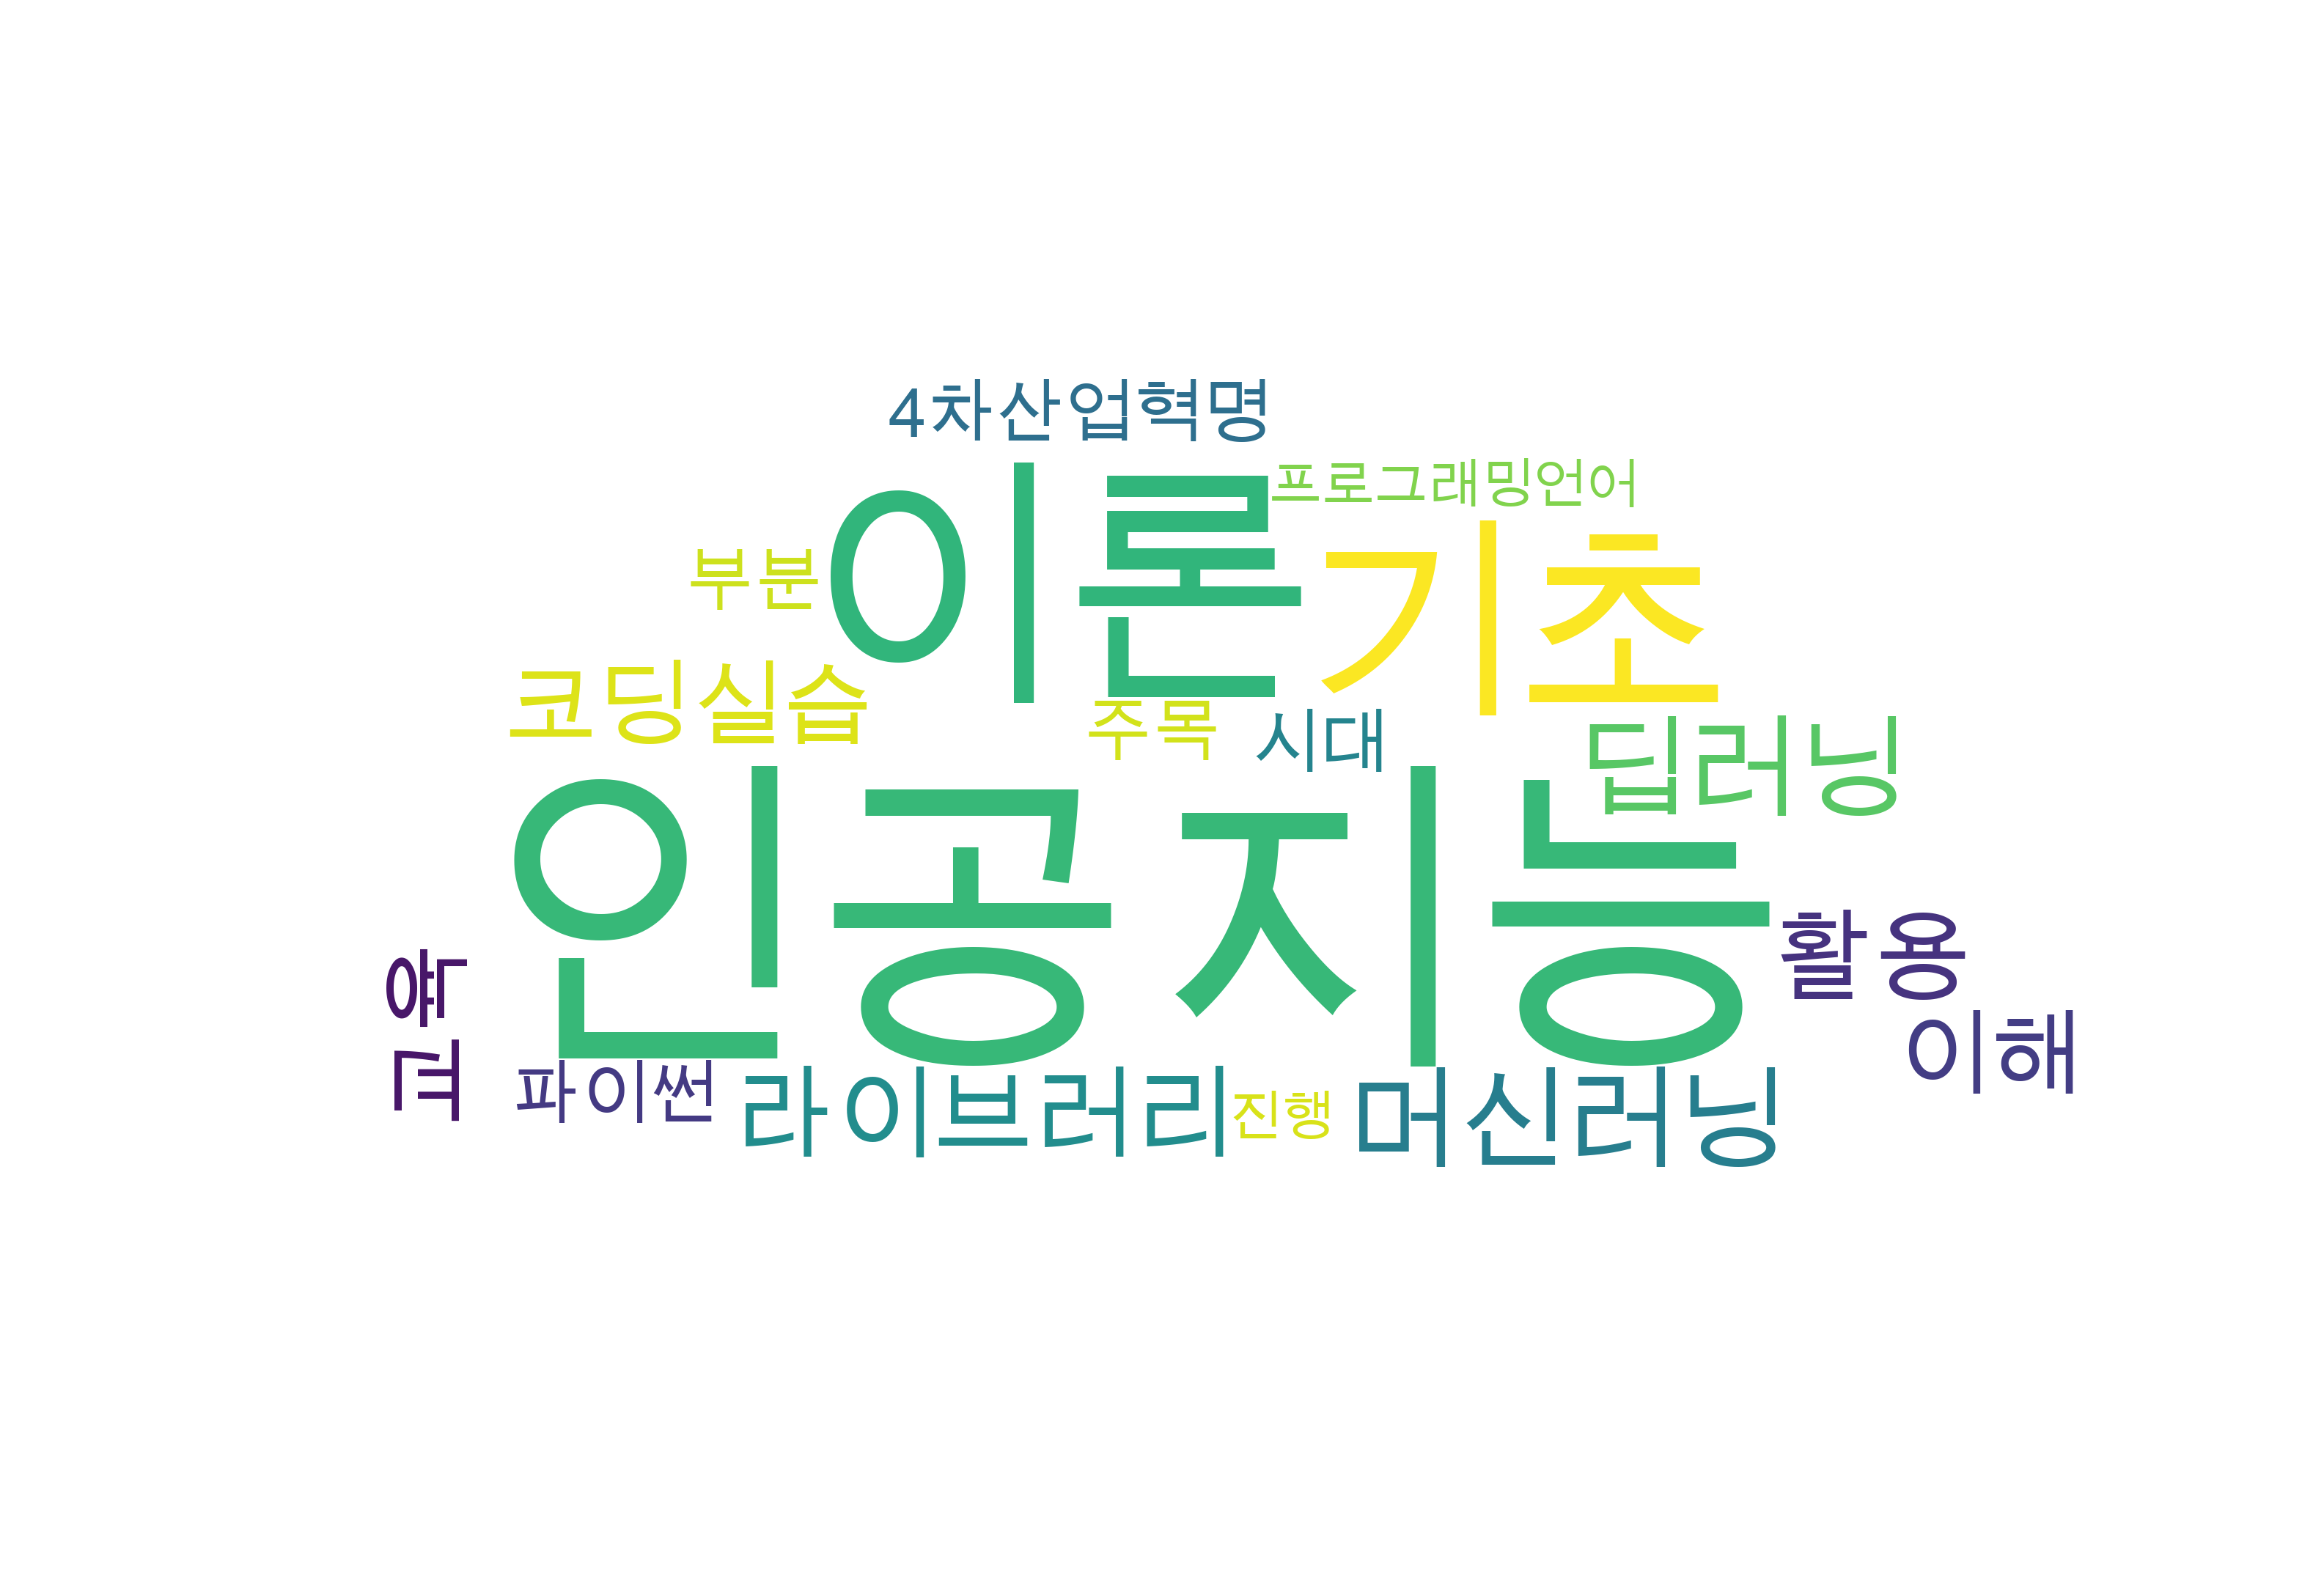 4차산업혁명
프로그래밍언어
이론
기초
부분
코딩실습
주목
시대
딥러닝
인공지능
활용
교육
이해
파이썬
라이브러리
진행
머신러닝